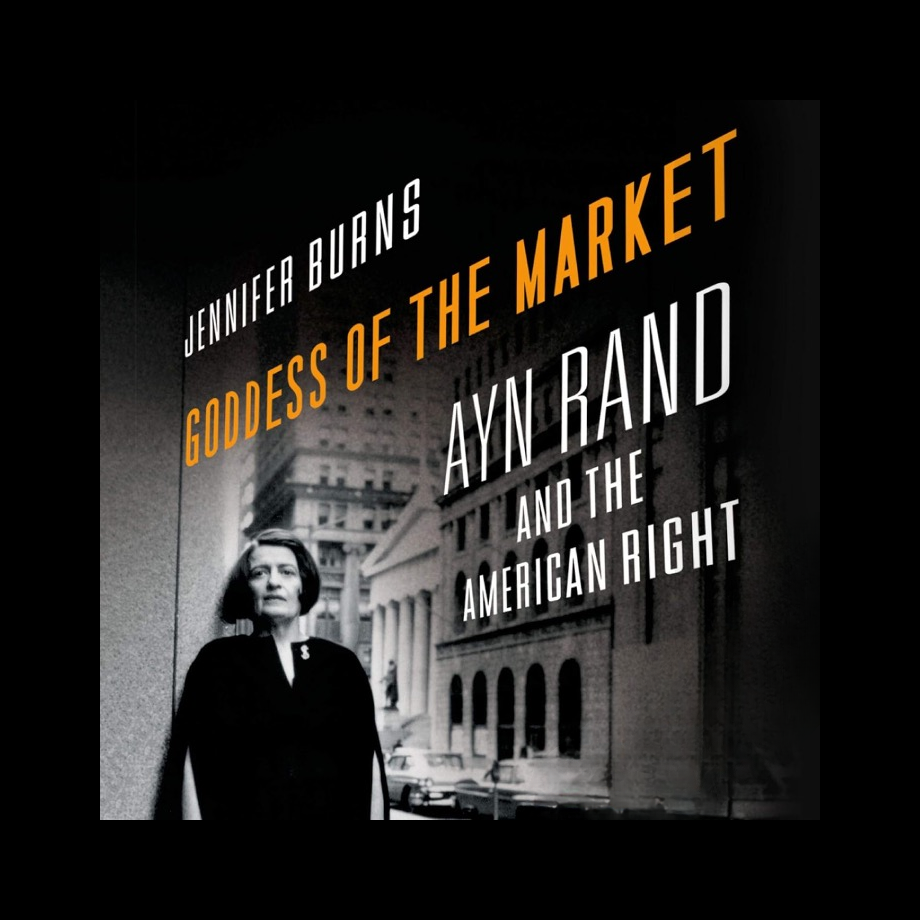 JENNIFER BURNS
GODDESS OF THE MARKET
AYN RAND
AND THE
AMERICAN RIGHT